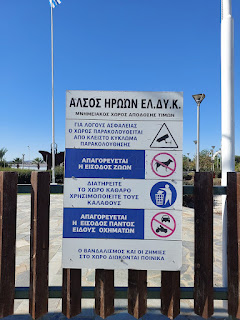 ΑΛΣΟΣ ΗΡΩΩΝ ΕΛ.ΔΥ.Κ.
ΜΝΗΜΕΙΑΚΟΣ ΧΩΡΟΣ ΑΠΟΔΟΣΗΣ ΤΙΜΩΝ
ΓΙΑ ΛΟΓΟΥΣ ΑΣΦΑΛΕΙΑΣ
Ο ΧΩΡΟΣ ΠΑΡΑΚΟΛΟΥΘΕΙΤΑΙ
ΑΠΟ ΚΛΕΙΣΤΟ ΚΥΚΛΩΜΑ
ΠΑΡΑΚΟΛΟΥΘΗΣΗΣ
ΑΠΑΓΟΡΕΥΕΤΑΙ
Η ΕΙΣΟΔΟΣ ΖΩΩΝ
ΔΙΑΤΗΡΕΙΤΕ
ΤΟ ΧΩΡΟ ΚΑΘΑΡΟ
ΧΡΗΣΙΜΟΠΟΙΕΙΤΕ ΤΟΥΣ
ΚΑΛΑΘΟΥΣ
ΑΠΑΓΟΡΕΥΕΤΑΙ
Η ΕΙΣΟΔΟΣ ΠΑΝΤΟΣ
ΕΙΔΟΥΣ ΟΧΗΜΑΤΩΝ
Ο ΒΑΝΔΑΛΙΣΜΟΣ ΚΑΙ ΟΙ ΖΗΜΙΕΣ
ΣΤΟ ΧΩΡΟ ΔΙΩΚΟΝΤΑΙ ΠΟΙΝΙΚΑ